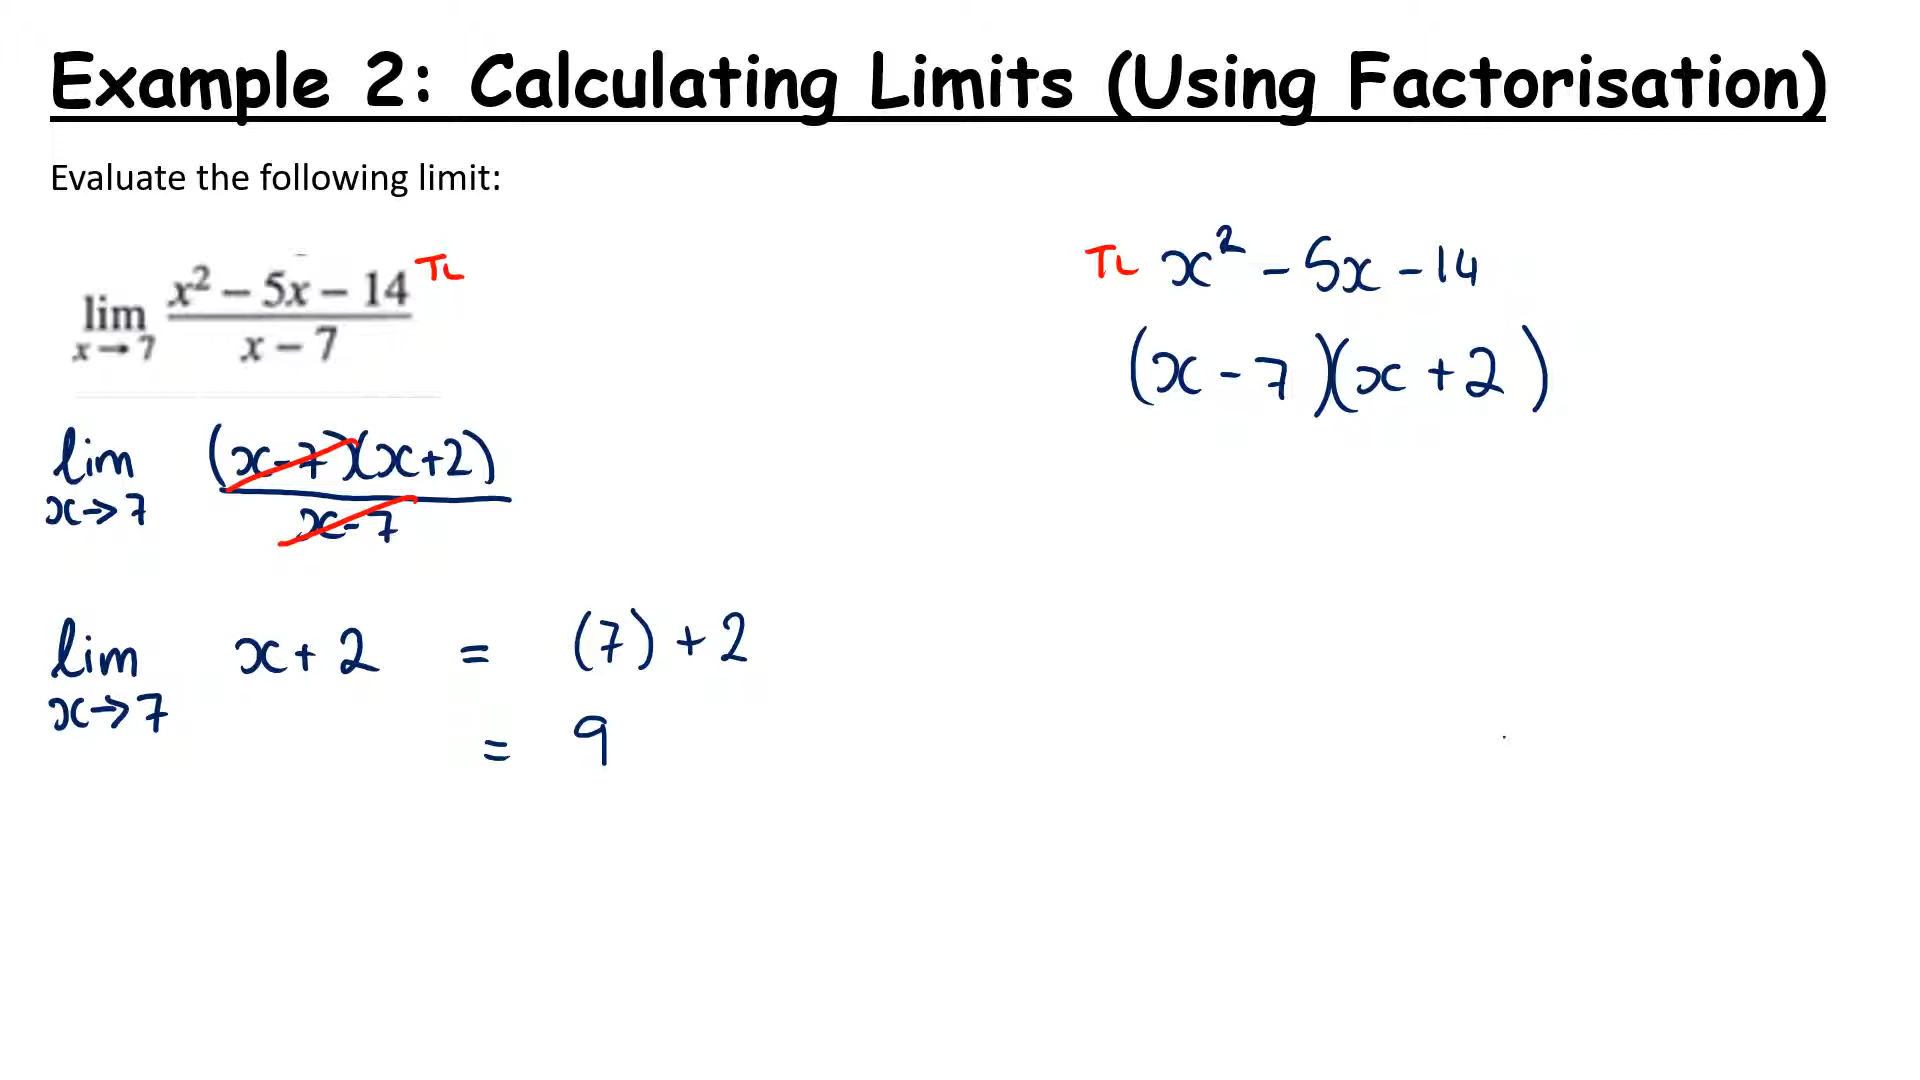 Example 2: Calculating Limits (Using Factorisation)
Evaluate the following limit:
lim x→7 x² − 5x − 14 TL
x − 7
lim x→7 (x-7)(x+2)
x-7
lim x→7 x + 2 = (7) + 2
= 9
TL x² - 5x - 14
(x - 7)(x + 2)